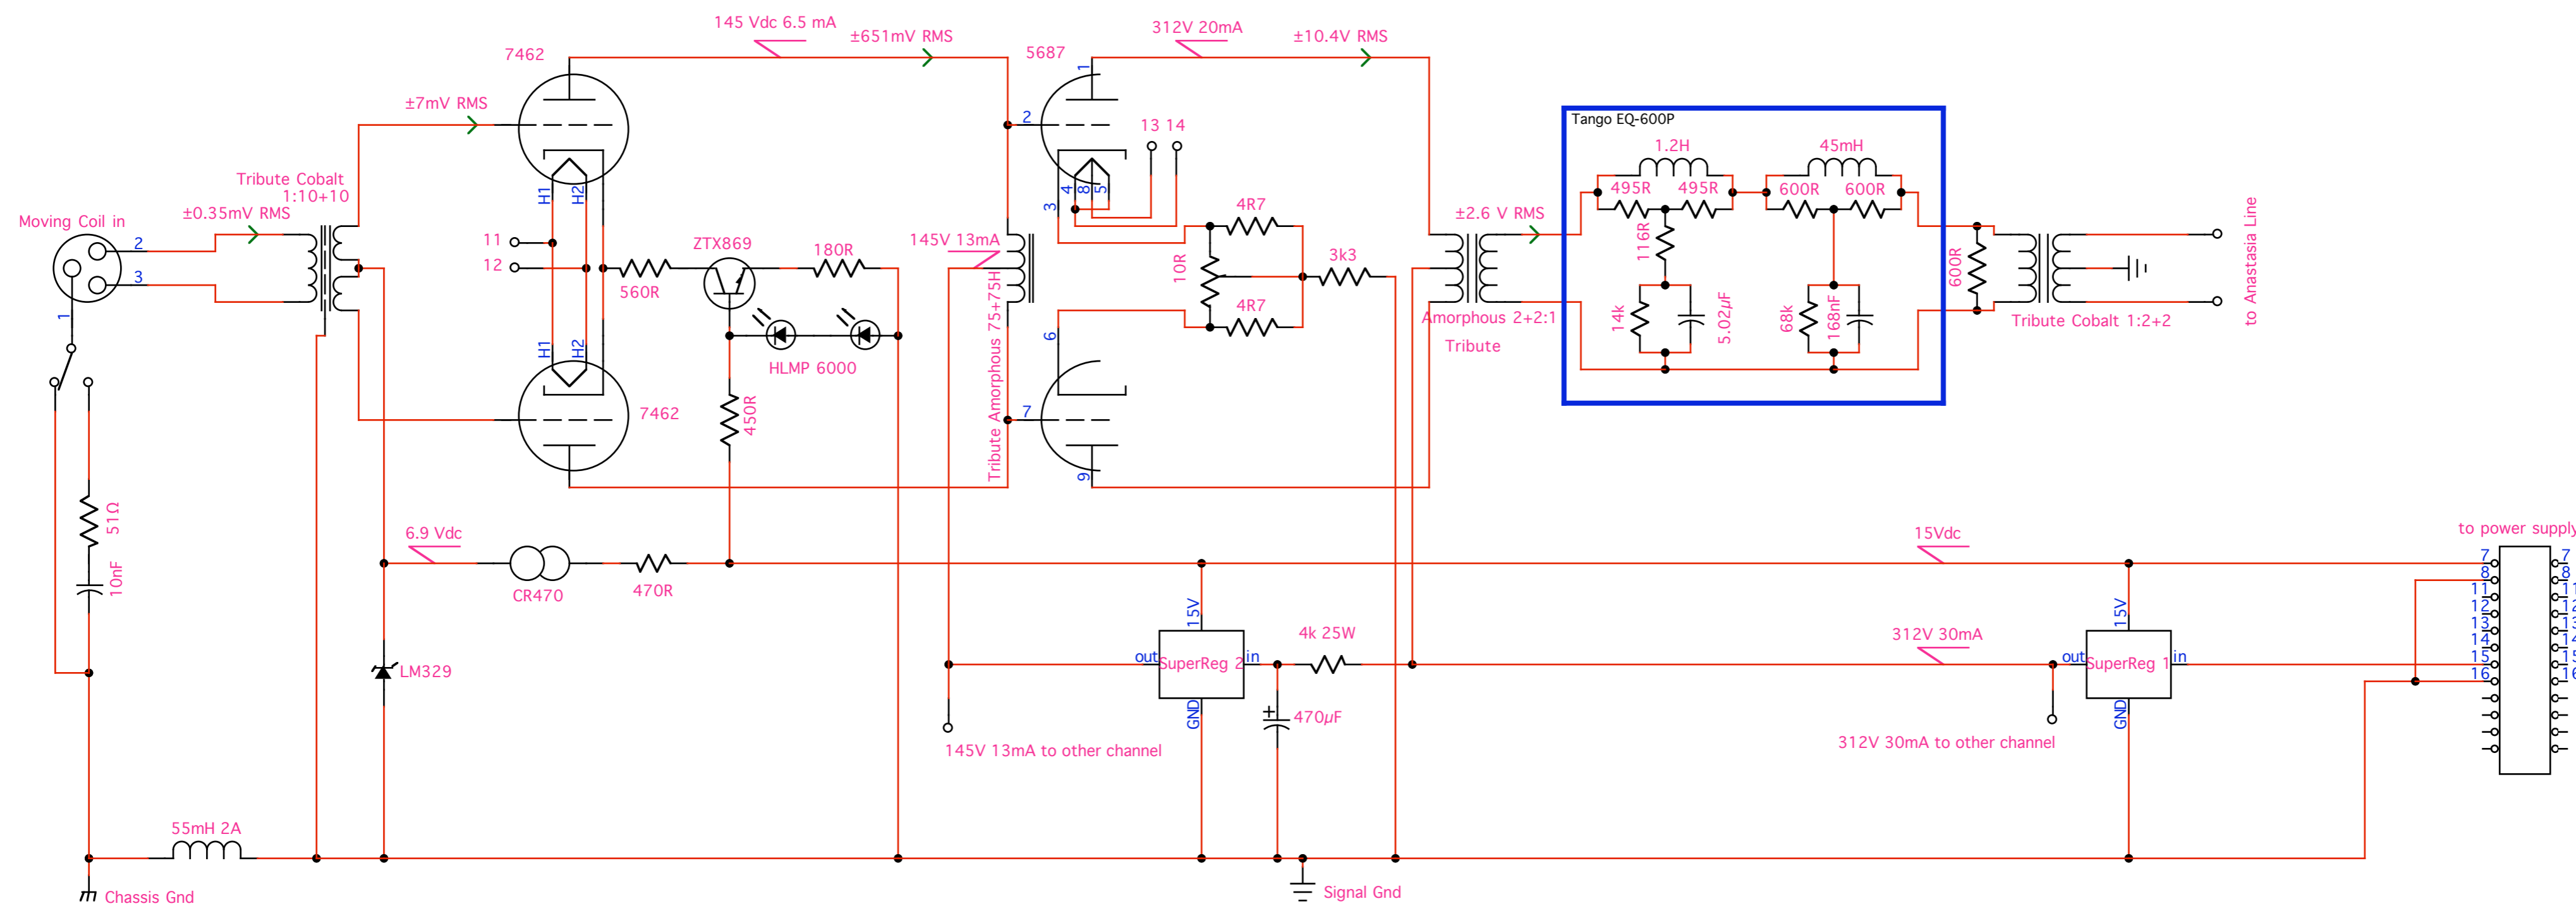 145 Vdc 6.5 mA
±651mV RMS
7462
±7mV RMS
5687
312V 20mA
±10.4V RMS
1
2
13 14
Tango EQ-600P
1.2H
45mH
495R
495R
600R
600R
116R
14k
5.02µF
68k
168nF
Tribute Cobalt
1:10+10
±0.35mV RMS
Moving Coil in
2
3
1
H1
H2
11
12
H1
H2
560R
ZTX869
180R
HLMP 6000
450R
7462
145V 13mA
Tribute Amorphous 75+75H
3
4
8
5
4R7
10R
4R7
3k3
6
7
9
±2.6 V RMS
Amorphous 2+2:1
Tribute
600R
Tribute Cobalt 1:2+2
to Anastasia Line
51Ω
10nF
6.9 Vdc
CR470
470R
LM329
15V
out
SuperReg 2
in
GND
4k 25W
470µF
145V 13mA to other channel
15Vdc
312V 30mA
15V
out
SuperReg 1
in
GND
312V 30mA to other channel
to power supply
7
8
11
12
13
14
15
16
7
8
55mH 2A
Chassis Gnd
Signal Gnd